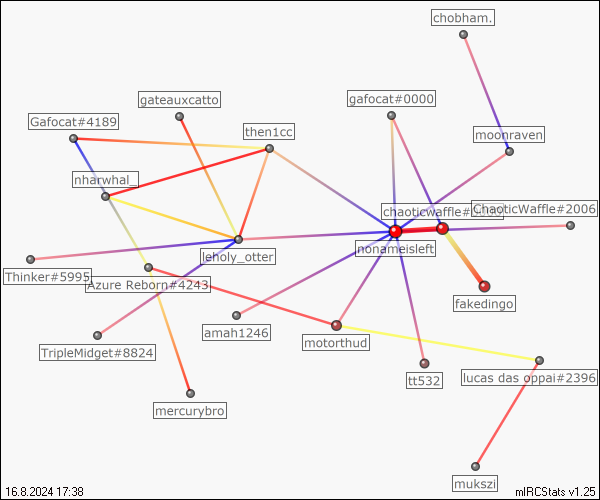 chobham.
gateauxcatto
gafocat#0000
Gafocat#4189
then1cc
moonraven
nharwhal_
chaoticwaffle#
ChaoticWaffle#2006
nonameisleft
leholy_otter
Thinker#5995
Azure Reborn#4243
fakedingo
amah1246
motorthud
TripleMidget#8824
tt532
lucas das oppai#2396
mercurybro
mukszi
16.8.2024 17:38
mIRCStats v1.25